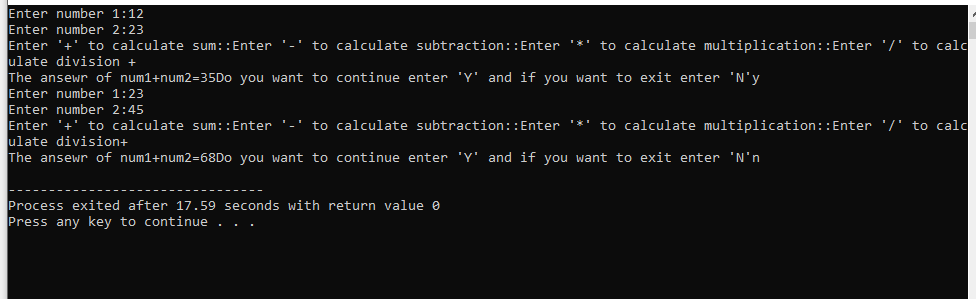 Enter number 1:12
Enter number 2:23
Enter '+' to calculate sum::Enter '-' to calculate subtraction::Enter '*' to calculate multiplication::Enter '/' to calc
ulate division +
The ansewr of num1+num2=35Do you want to continue enter 'Y' and if you want to exit enter 'N'y
Enter number 1:23
Enter number 2:45
Enter '+' to calculate sum::Enter '-' to calculate subtraction::Enter '*' to calculate multiplication::Enter '/' to calc
ulate division+
The ansewr of num1+num2=68Do you want to continue enter 'Y' and if you want to exit enter 'N'n
--------------------------------
Process exited after 17.59 seconds with return value 0
Press any key to continue . . .